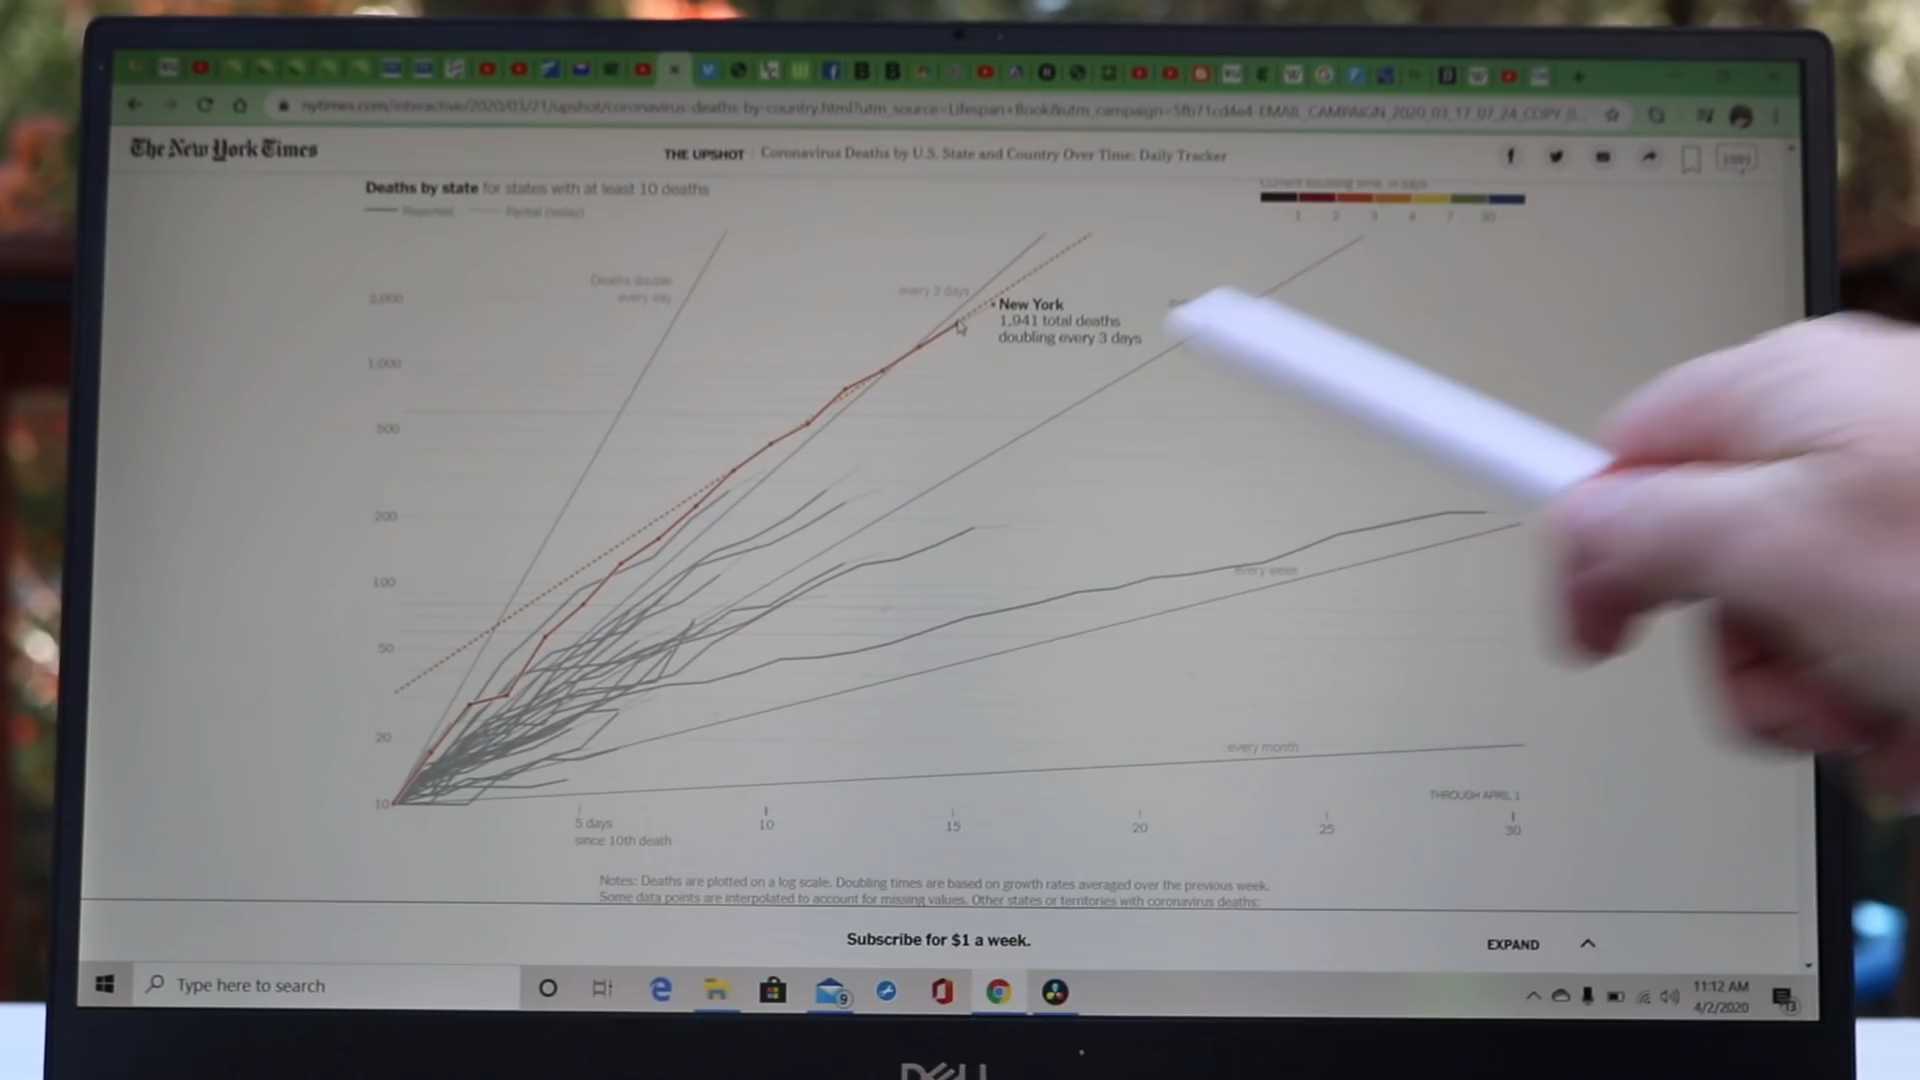 nytimes.com/interactive/2020/03/21/upshot/coronavirus-deaths-by-country.html?utm_source=Lifespan+Book&utm_campaign=5fb71cd4e4-EMAIL_CAMPAIGN_2020_03_17_07_24_COPY_0...
The New York Times
THE UPSHOT | Coronavirus Deaths by U.S. State and Country Over Time: Daily Tracker
Deaths by state for states with at least 10 deaths
Reported Partial (today)
Current doubling time, in days
1 2 3 4 7 30
Deaths double
every day
every 2 days
2,000
New York
1,941 total deaths
doubling every 3 days
1,000
500
200
100
every week
50
20
every month
THROUGH APRIL 1
10
5 days
since 10th death
10 15 20 25 30
Notes: Deaths are plotted on a log scale. Doubling times are based on growth rates averaged over the previous week.
Some data points are interpolated to account for missing values. Other states or territories with coronavirus deaths:
Subscribe for $1 a week.
EXPAND
Type here to search
9
11:12 AM
4/2/2020
13
DELL